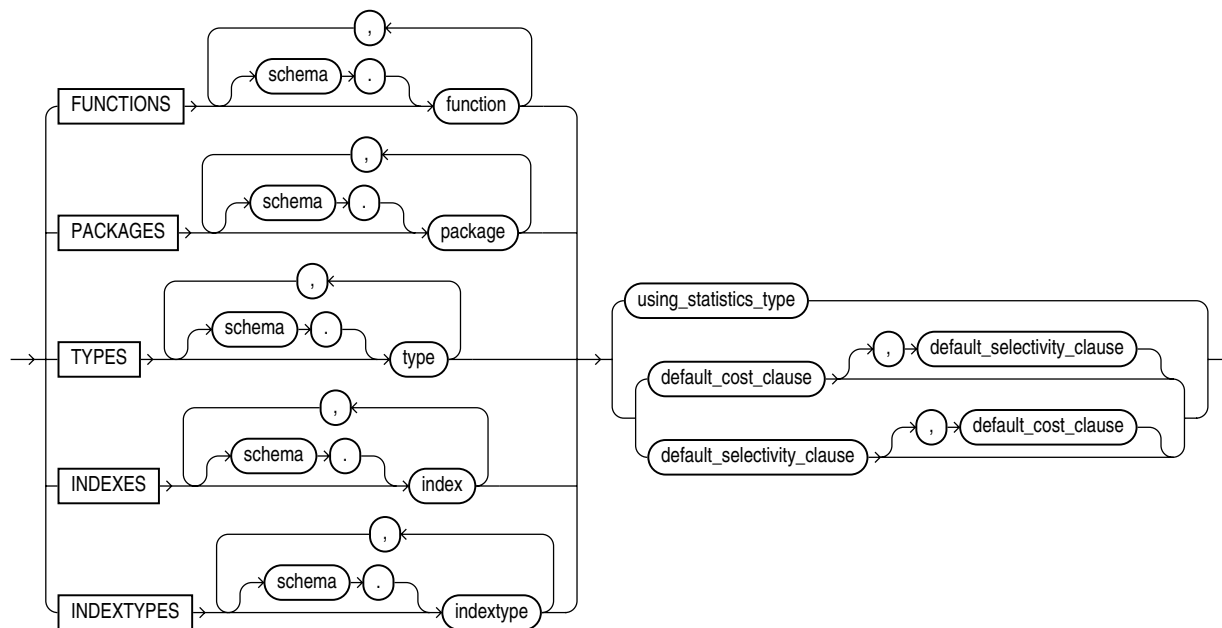 ,
schema .
FUNCTIONS function
,
schema .
PACKAGES package
,
schema .
TYPES type
,
schema .
INDEXES index
,
schema .
INDEXTYPES indextype
using_statistics_type
, default_selectivity_clause
default_cost_clause
, default_cost_clause
default_selectivity_clause